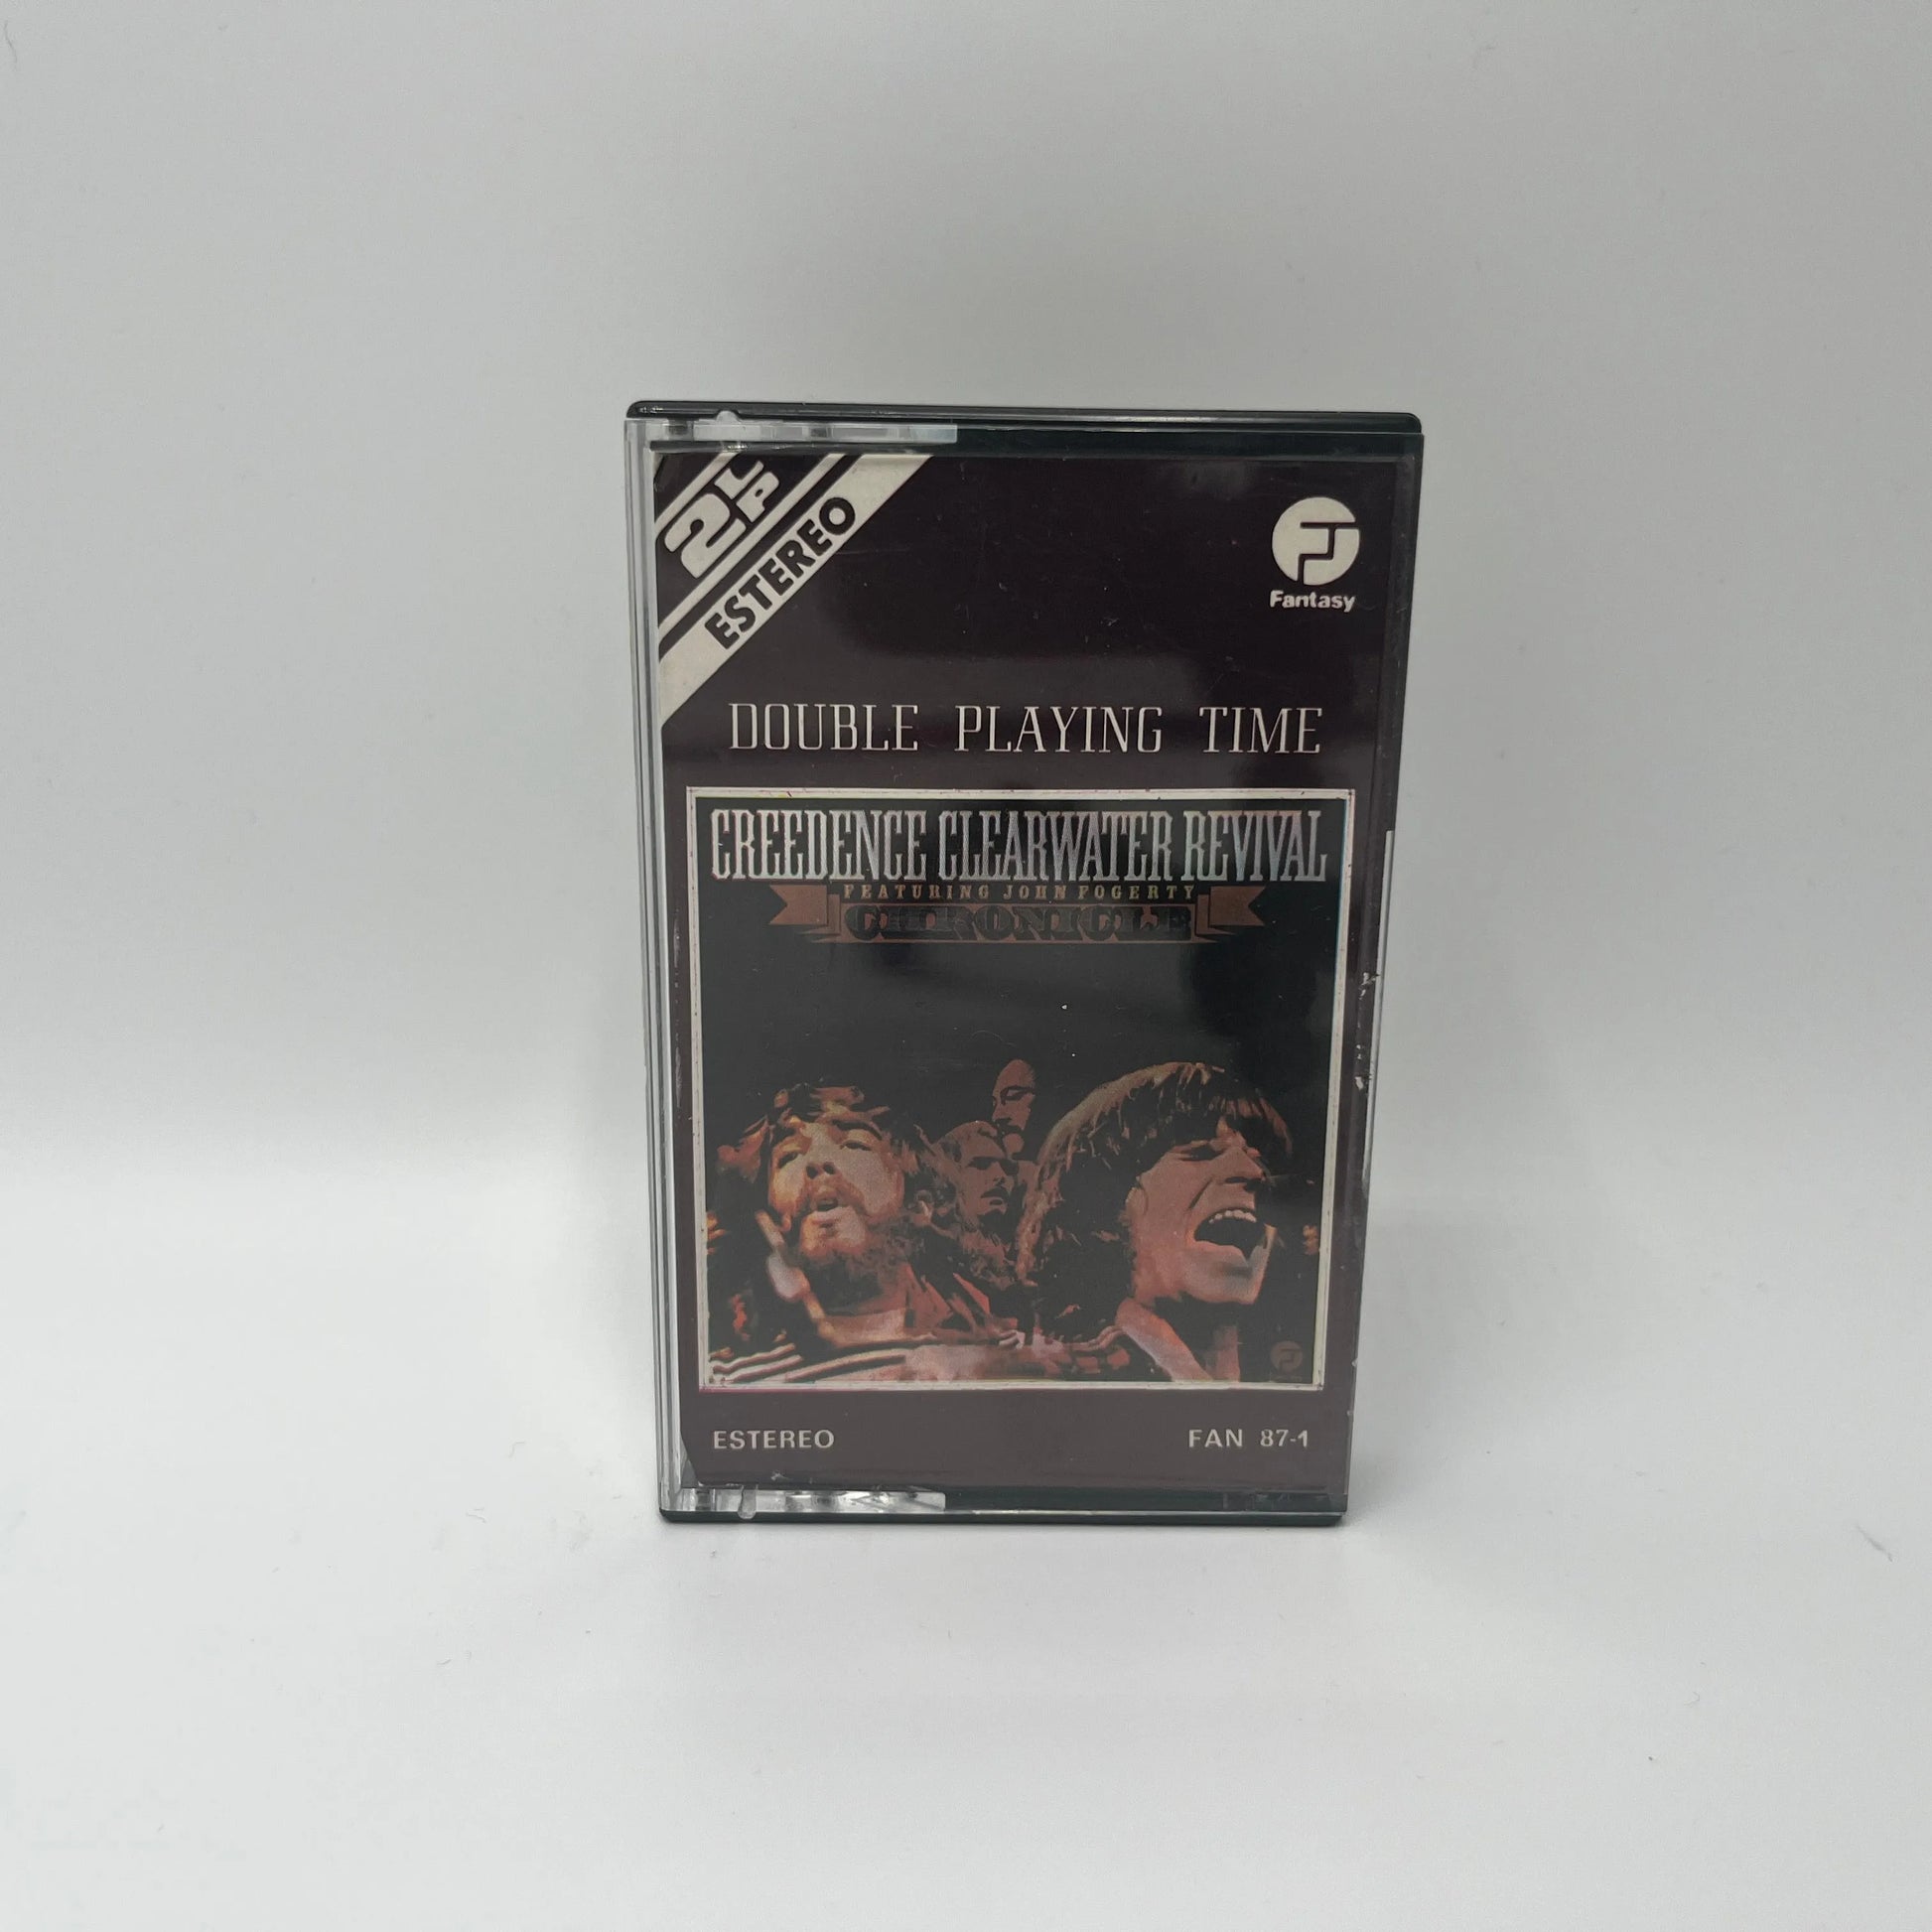 2LP
ESTEREO
Fantasy
DOUBLE PLAYING TIME
CREEDENCE CLEARWATER REVIVAL
FEATURING JOHN FOGERTY
CHRONICLE
ESTEREO
FAN 87-1